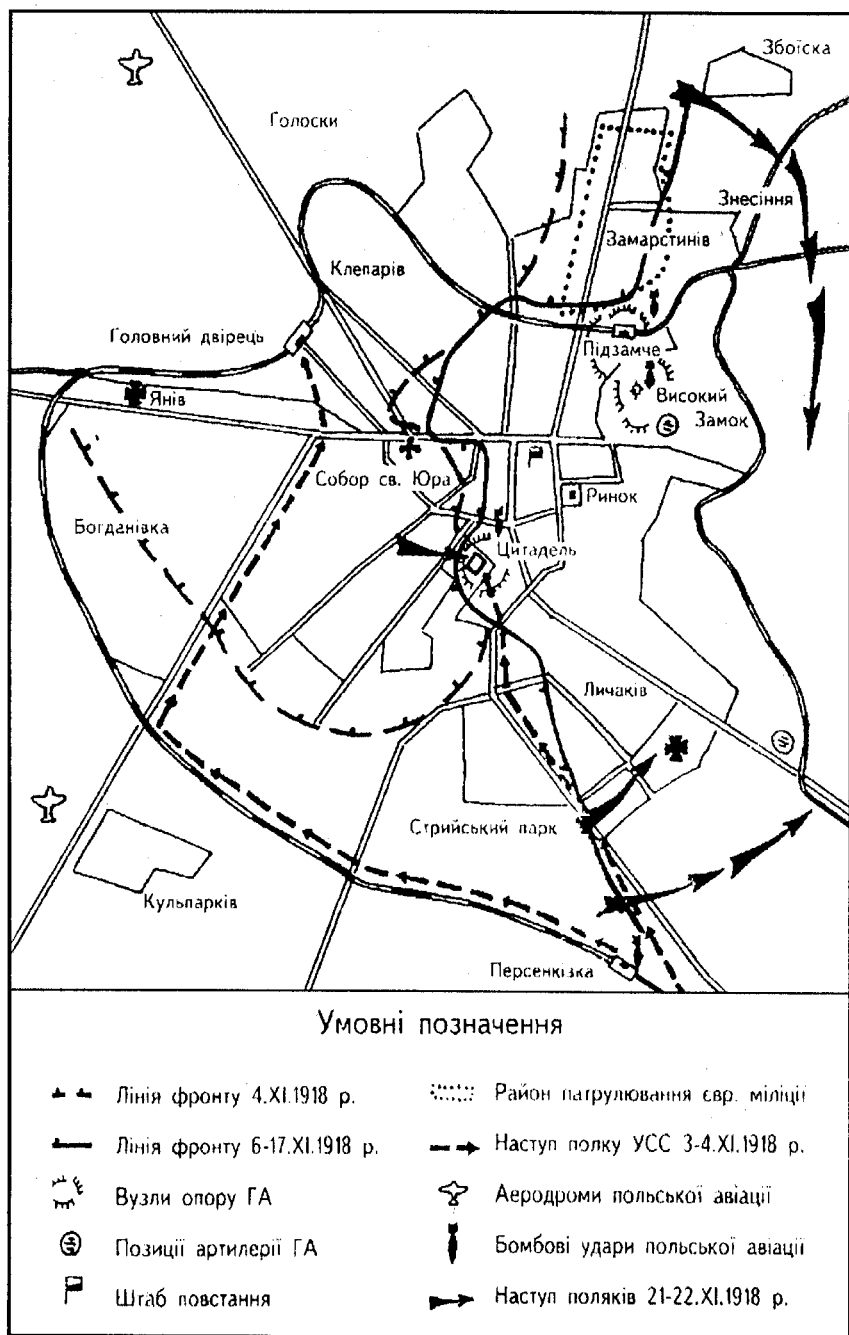 Збоїска
Голоски
Знесіння
Замарстинів
Клепарів
Головний двірець
Підзамче
Янів
Високий
Замок
Собор св. Юра
Ринок
Богданівка
Цитадель
Личаків
Стрийський парк
Кульпарків
Персенкізка
Умовні позначення
Лінія фронту 4.XI.1918 р.
Район патрулювання євр. міліції
Лінія фронту 6-17.XI.1918 р.
Наступ полку УСС 3-4.XI.1918 р.
Вузли опору ГА
Аеродроми польської авіації
Позиції артилерії ГА
Бомбові удари польської авіації
Штаб повстання
Наступ поляків 21-22.XI.1918 р.